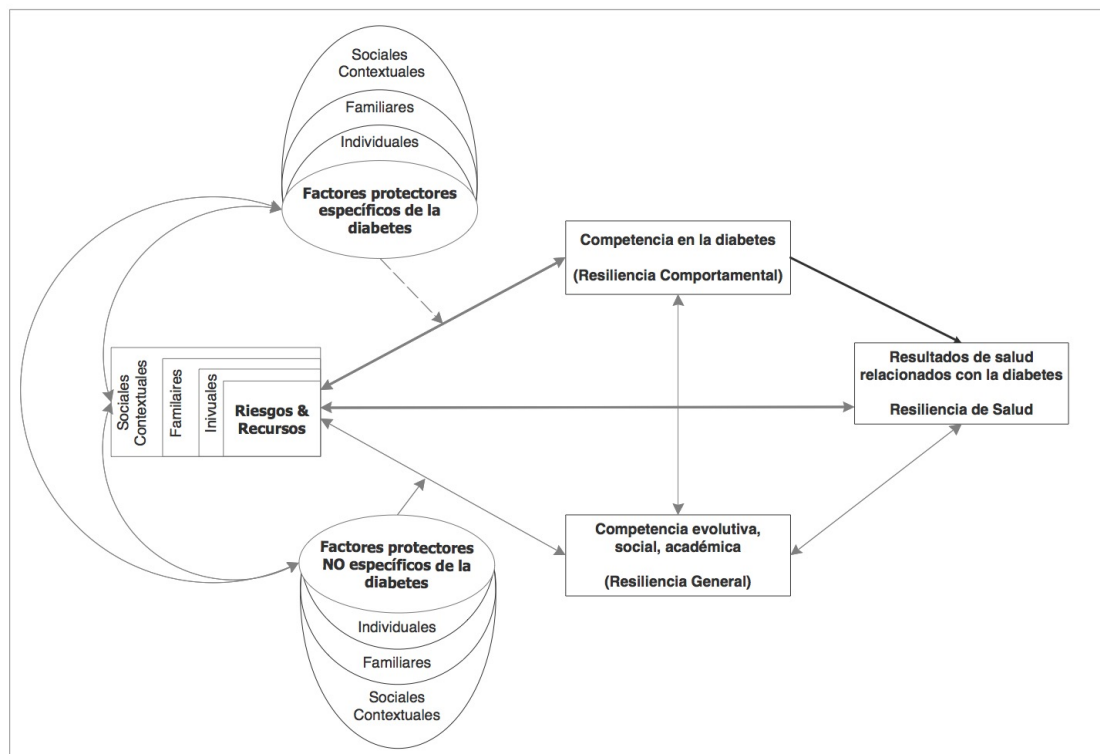 Sociales
Contextuales
Familiares
Individuales
Factores protectores
específicos de la
diabetes
Competencia en la diabetes
(Resiliencia Comportamental)
Sociales
Contextuales
Familaires
Inivuales
Riesgos &
Recursos
Resultados de salud
relacionados con la diabetes
Resiliencia de Salud
Competencia evolutiva,
social, académica
(Resiliencia General)
Factores protectores
NO específicos de la
diabetes
Individuales
Familiares
Sociales
Contextuales